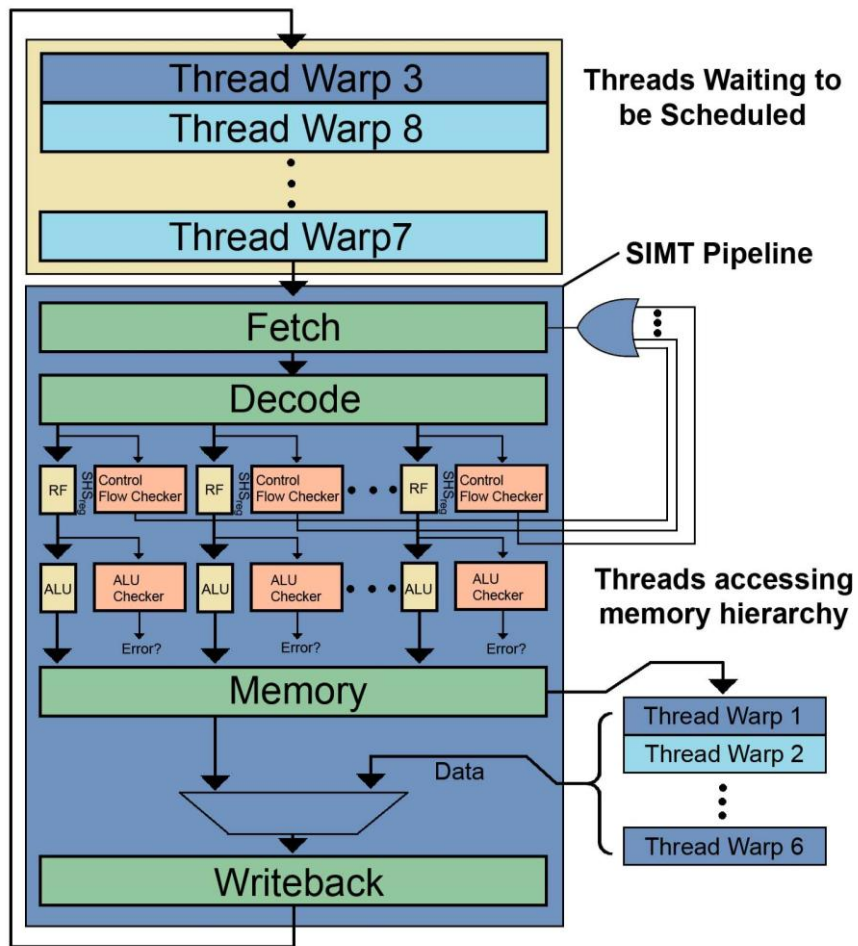 Thread Warp 3
Thread Warp 8
Thread Warp7
Threads Waiting to
be Scheduled
SIMT Pipeline
Fetch
Decode
RF
SHSreg
Control
Flow Checker
RF
SHSreg
Control
Flow Checker
RF
SHSreg
Control
Flow Checker
ALU
ALU
Checker
ALU
ALU
Checker
ALU
ALU
Checker
Error?
Error?
Error?
Threads accessing
memory hierarchy
Memory
Thread Warp 1
Thread Warp 2
Thread Warp 6
Data
Writeback